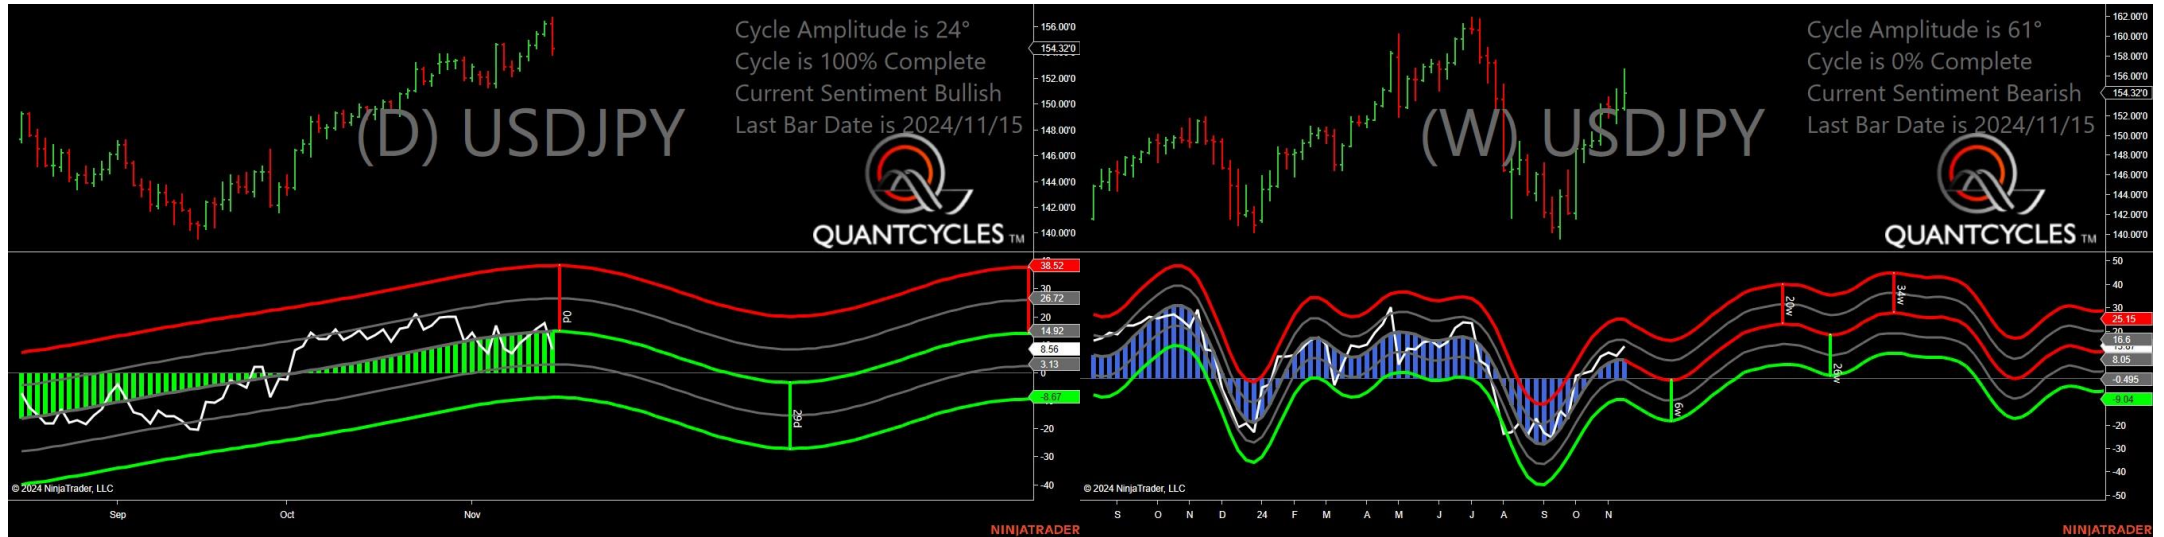 Cycle Amplitude is 24°
Cycle is 100% Complete
Current Sentiment Bullish
Last Bar Date is 2024/11/15
(D) USDJPY
QUANTCYCLES TM
156.00'0
154.32'0
152.00'0
150.00'0
148.00'0
146.00'0
144.00'0
142.00'0
140.00'0
38.52
30
26.72
20
14.92
8.56
3.13
0
-8.67
-20
-30
-40
0d
29d
© 2024 NinjaTrader, LLC
Sep Oct Nov
NINJATRADER
Cycle Amplitude is 61°
Cycle is 0% Complete
Current Sentiment Bearish
Last Bar Date is 2024/11/15
(W) USDJPY
QUANTCYCLES TM
162.00'0
160.00'0
158.00'0
156.00'0
154.32'0
152.00'0
150.00'0
148.00'0
146.00'0
144.00'0
142.00'0
140.00'0
50
40
30
25.15
20
16.6
8.05
-0.495
-9.04
-20
-30
-40
-50
20w
34w
26w
6w
© 2024 NinjaTrader, LLC
S O N D 24 F M A M J J A S O N
NINJATRADER